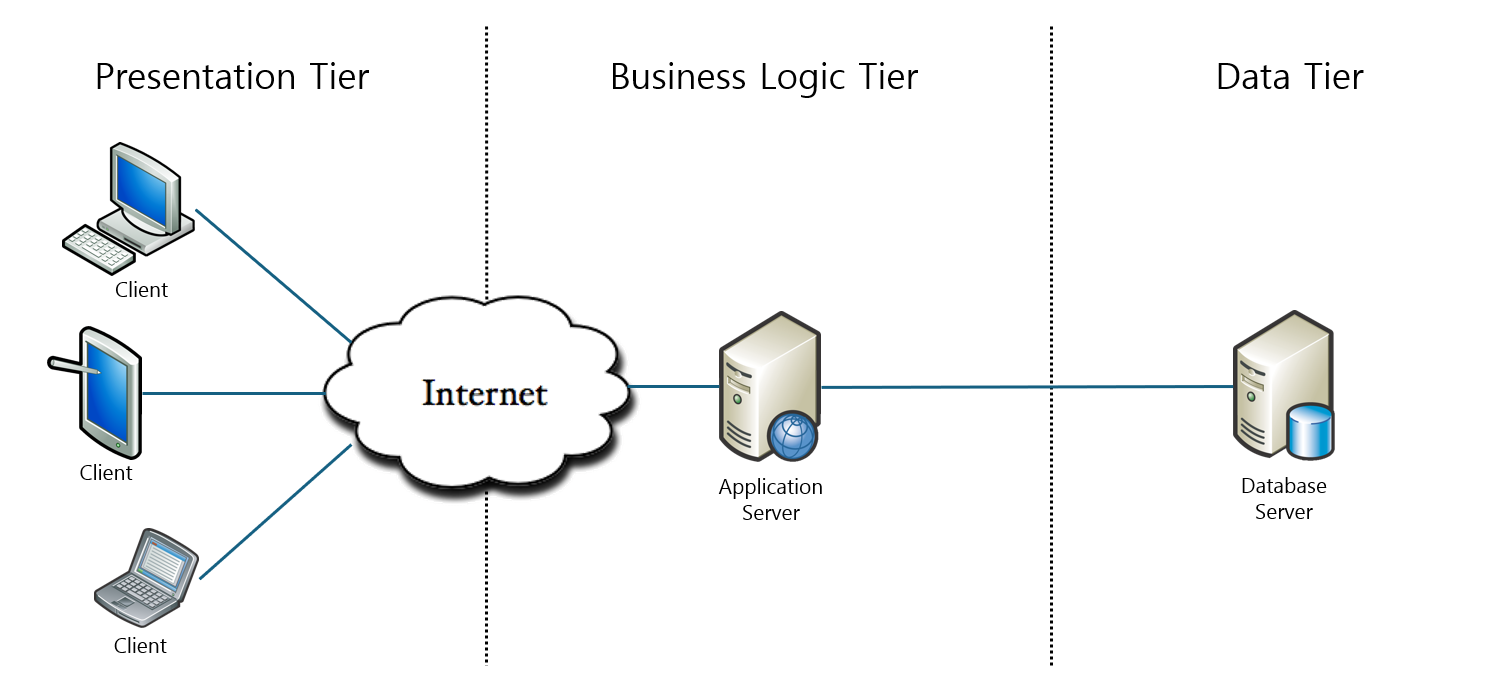 Presentation Tier
Business Logic Tier
Data Tier
Client
Internet
Client
Application
Server
Database
Server
Client